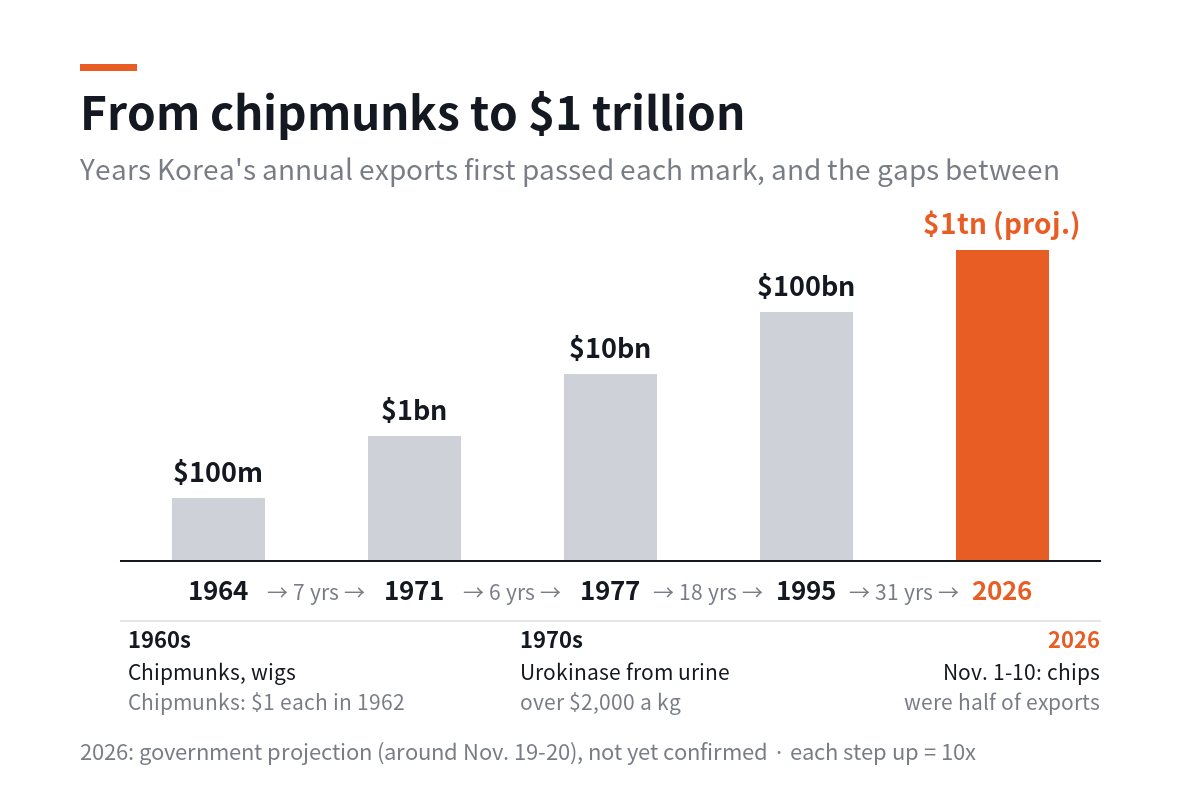 From chipmunks to $1 trillion
Years Korea's annual exports first passed each mark, and the gaps between
$1tn (proj.)
$100bn
$10bn
$1bn
$100m
1964 → 7 yrs → 1971 → 6 yrs → 1977 → 18 yrs → 1995 → 31 yrs → 2026
1960s
Chipmunks, wigs
Chipmunks: $1 each in 1962
1970s
Urokinase from urine
over $2,000 a kg
2026
Nov. 1-10: chips
were half of exports
2026: government projection (around Nov. 19-20), not yet confirmed · each step up = 10x